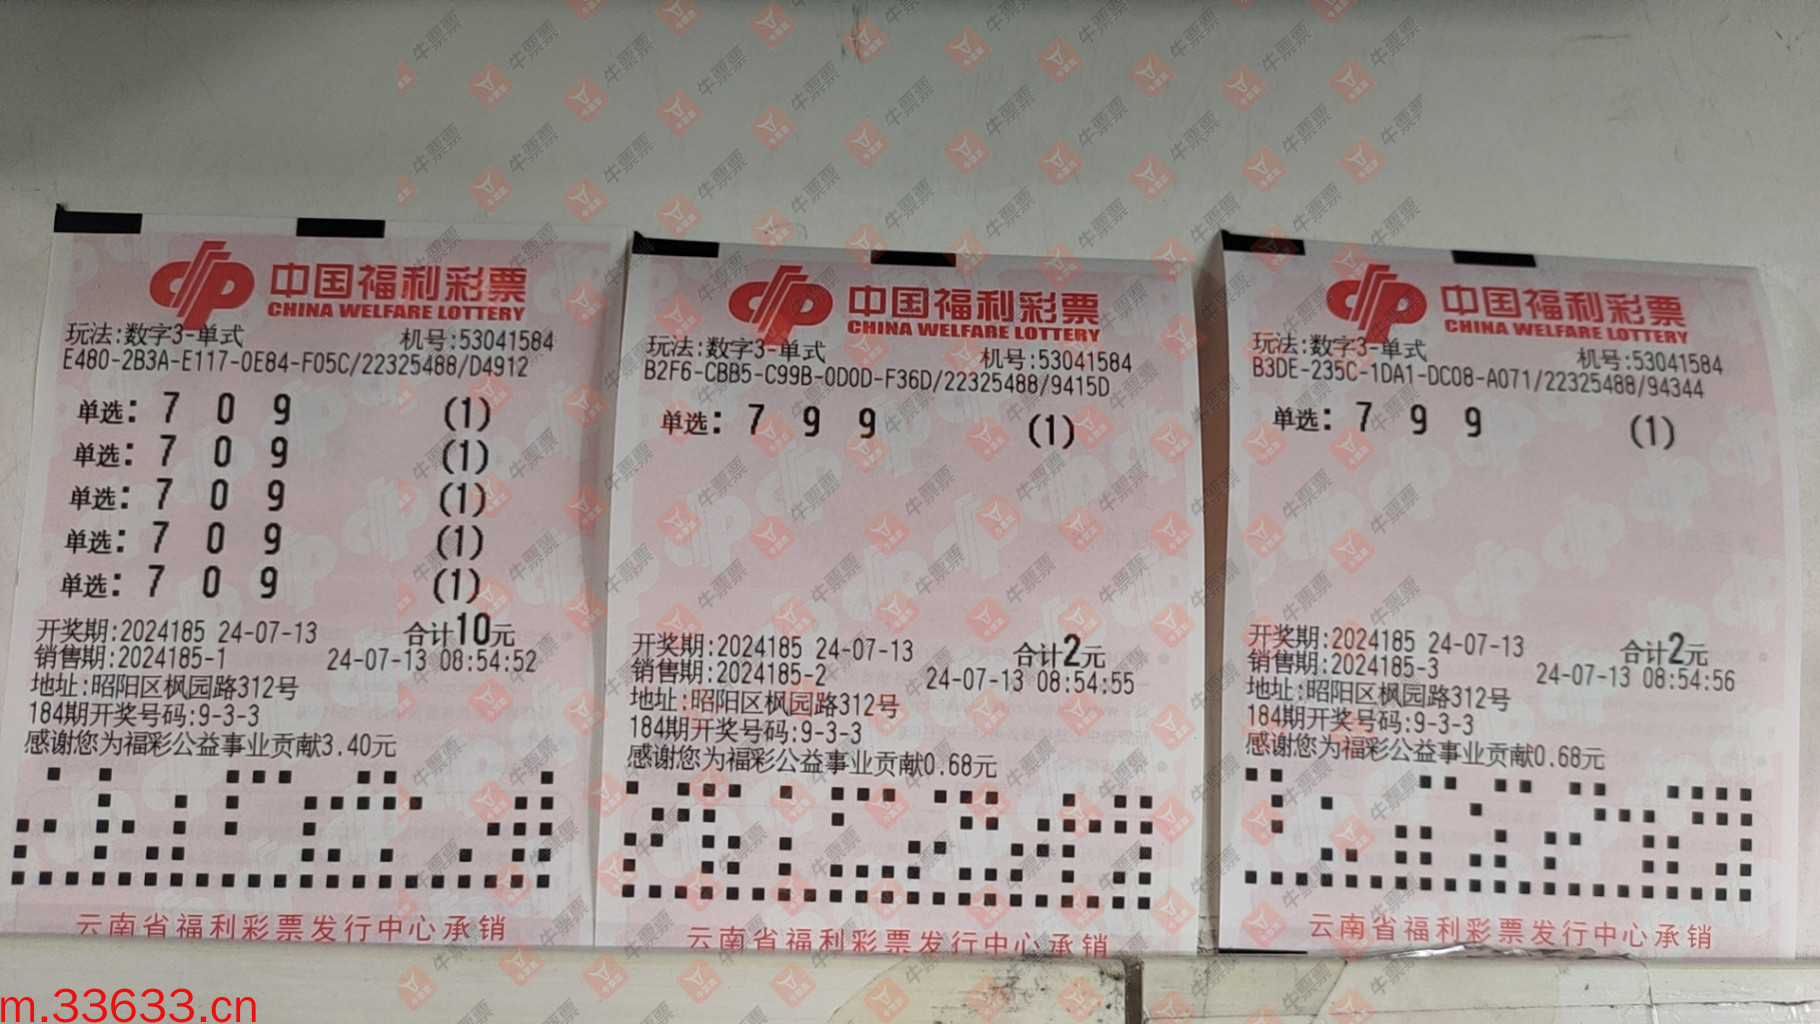 中国福利彩票
CHINA WELFARE LOTTERY
玩法:数字3-单式 机号:53041584
E480-2B3A-E117-0E84-F05C/22325488/D4912
单选: 7 0 9 (1)
单选: 7 0 9 (1)
单选: 7 0 9 (1)
单选: 7 0 9 (1)
单选: 7 0 9 (1)
开奖期:2024185 24-07-13 合计10元
销售期:2024185-1 24-07-13 08:54:52
地址:昭阳区枫园路312号
184期开奖号码:9-3-3
感谢您为福彩公益事业贡献3.40元
云南省福利彩票发行中心承销
中国福利彩票
CHINA WELFARE LOTTERY
玩法:数字3-单式 机号:53041584
B2F6-CBB5-C99B-0D0D-F36D/22325488/9415D
单选: 7 9 9 (1)
开奖期:2024185 24-07-13 合计2元
销售期:2024185-2 24-07-13 08:54:55
地址:昭阳区枫园路312号
184期开奖号码:9-3-3
感谢您为福彩公益事业贡献0.68元
云南省福利彩票发行中心承销
中国福利彩票
CHINA WELFARE LOTTERY
玩法:数字3-单式 机号:53041584
B3DE-235C-1DA1-DC08-A071/22325488/94344
单选: 7 9 9 (1)
开奖期:2024185 24-07-13 合计2元
销售期:2024185-3 24-07-13 08:54:56
地址:昭阳区枫园路312号
184期开奖号码:9-3-3
感谢您为福彩公益事业贡献0.68元
云南省福利彩票发行中心承销
牛票票
m.33633.cn